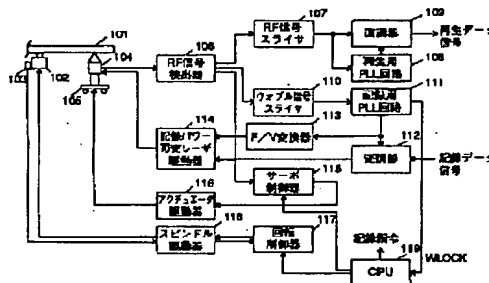 101
102
103
104
105
RF信号
検出器
106
RF信号
スライサ
107
復調器
109
再生データ
信号
再生用
PLL回路
108
ウォブル信号
スライサ
110
記録用
PLL回路
111
F/V変換器
113
記録パワー
可変レーザ
駆動器
114
変調器
112
記録データ
信号
サーボ
制御器
115
アクチュエータ
駆動器
116
スピンドル
駆動器
118
回転
制御器
117
記録指令
CPU
119
WLOCK